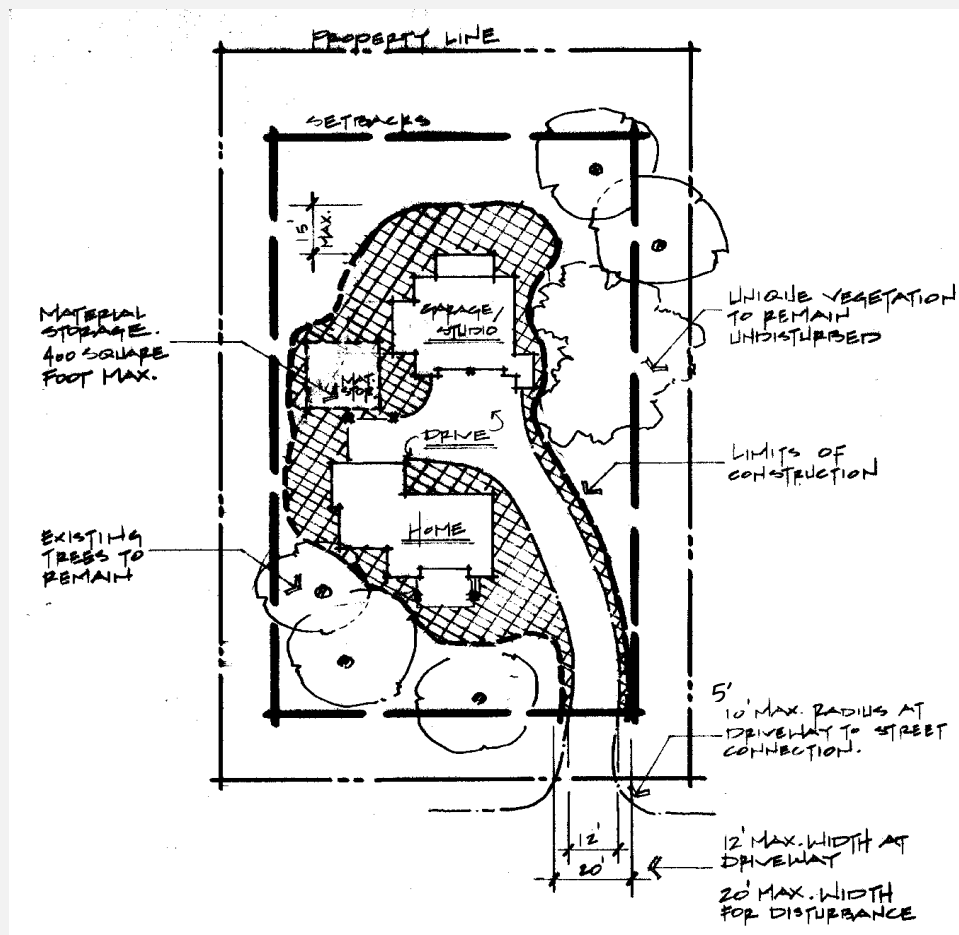 PROPERTY LINE
SETBACKS
15'
MAX.
GARAGE/
STUDIO
UNIQUE VEGETATION
TO REMAIN
UNDISTURBED
MATERIAL
STORAGE.
400 SQUARE
FOOT MAX.
MAT.
STOR.
DRIVE
LIMITS OF
CONSTRUCTION
HOME
EXISTING
TREES TO
REMAIN
5'
10' MAX. RADIUS AT
DRIVEWAY TO STREET
CONNECTION.
12'
20'
12' MAX. WIDTH AT
DRIVEWAY
20' MAX. WIDTH
FOR DISTURBANCE